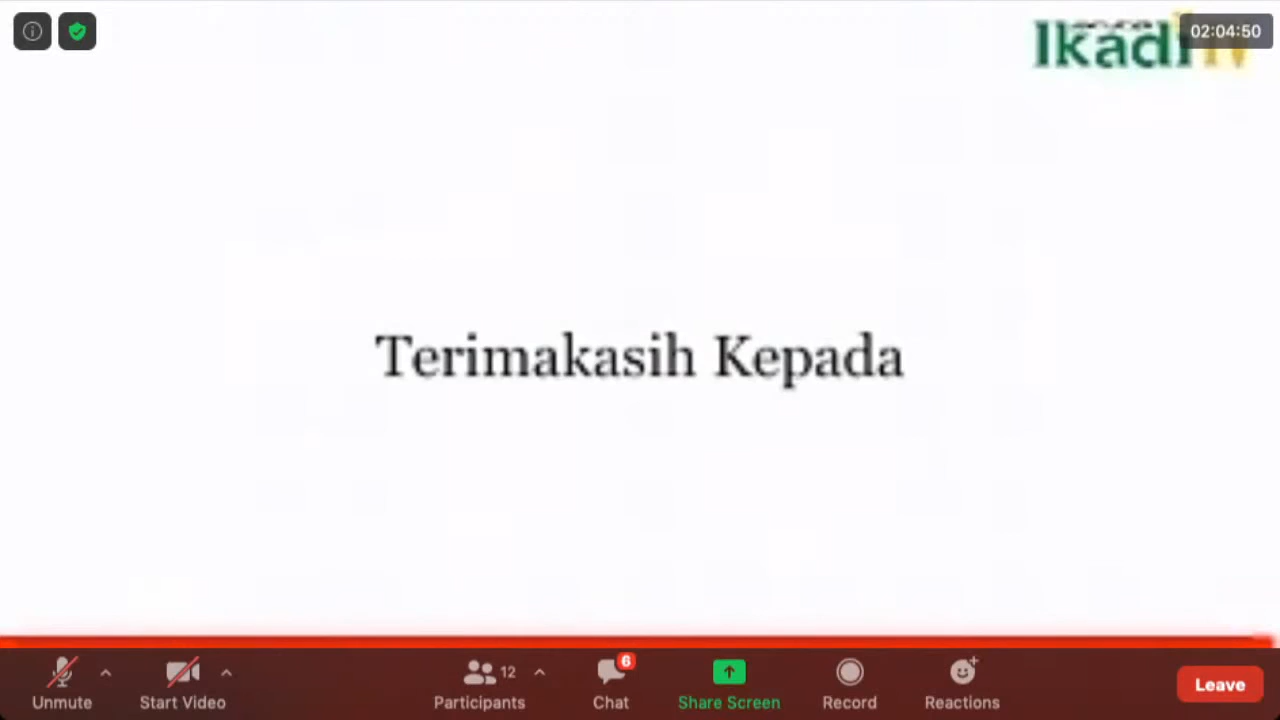 Ikadi
02:04:50
Terimakasih Kepada
Unmute
Start Video
12
Participants
6
Chat
Share Screen
Record
Reactions
Leave